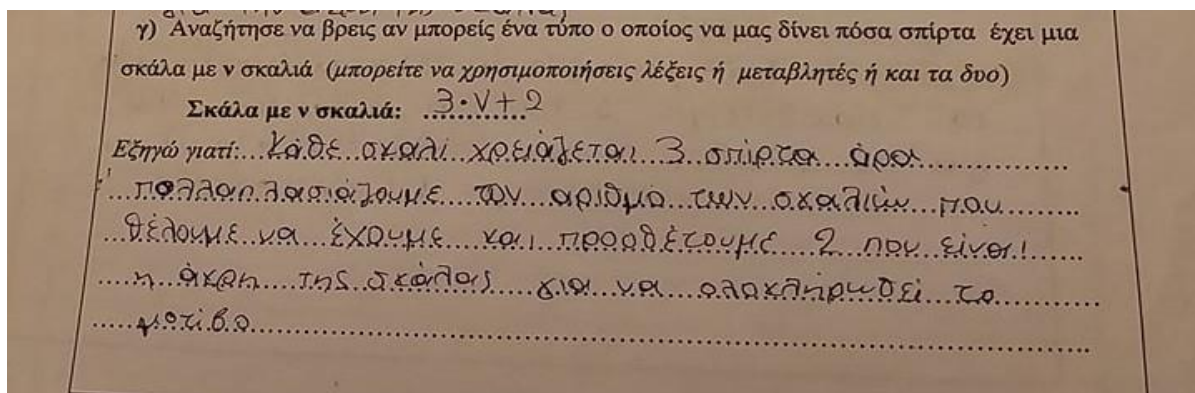 γ) Αναζήτησε να βρεις αν μπορείς ένα τύπο ο οποίος να μας δίνει πόσα σπίρτα έχει μια
σκάλα με ν σκαλιά (μπορείτε να χρησιμοποιήσεις λέξεις ή μεταβλητές ή και τα δυο)
Σκάλα με ν σκαλιά: 3·ν+2
Εξηγώ γιατί: Κάθε σκαλί χρειάζεται 3 σπίρτα άρα
πολλαπλασιάζουμε τον αριθμό των σκαλιών που
θέλουμε να έχουμε και προσθέτουμε 2 που είναι
η άκρη της σκάλας για να ολοκληρωθεί το
μοτίβο